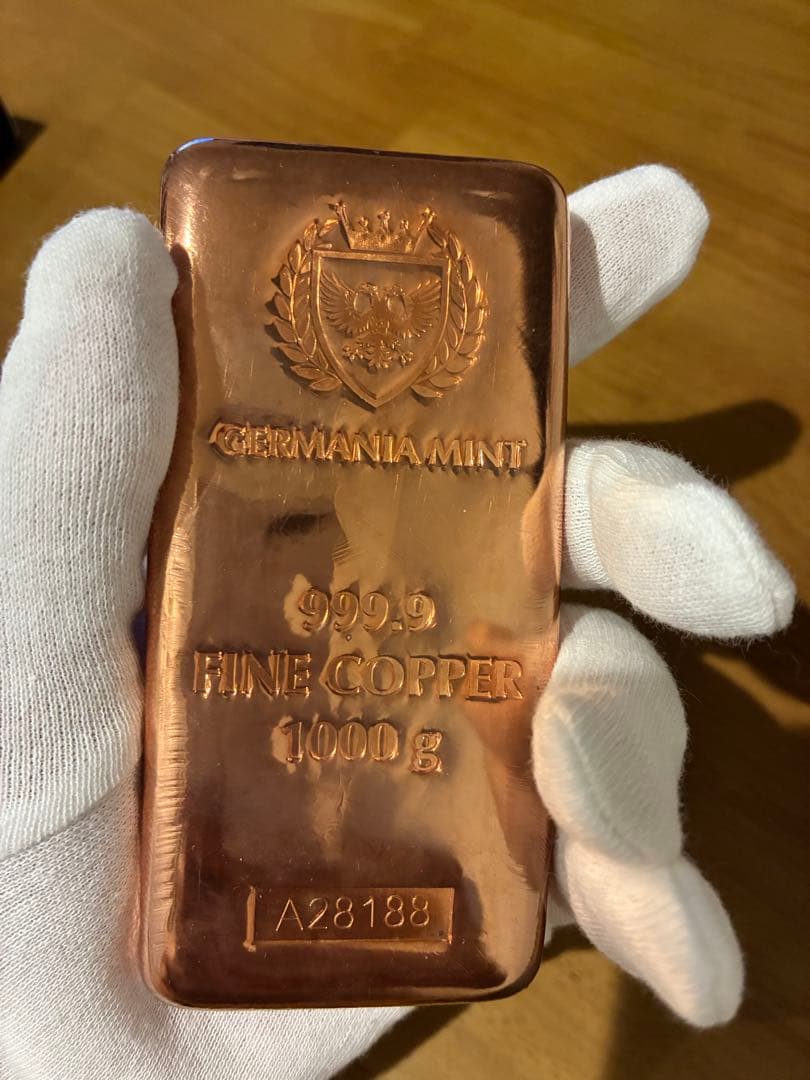 GERMANIA MINT
999.9
FINE COPPER
1000 g
A28188